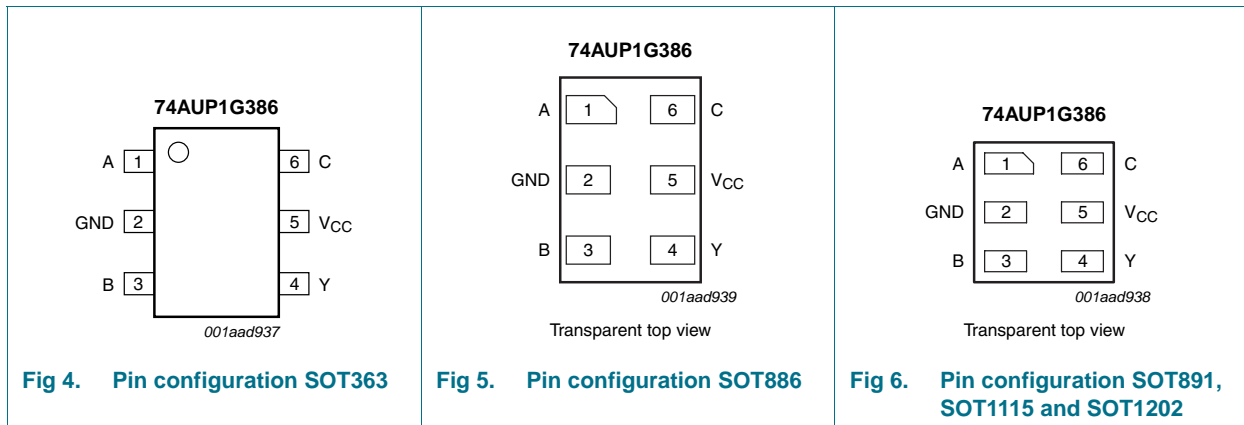 74AUP1G386
A 1
6 C
GND 2
5 VCC
B 3
4 Y
001aad937
Fig 4. Pin configuration SOT363
74AUP1G386
A 1
6 C
GND 2
5 VCC
B 3
4 Y
001aad939
Transparent top view
Fig 5. Pin configuration SOT886
74AUP1G386
A 1
6 C
GND 2
5 VCC
B 3
4 Y
001aad938
Transparent top view
Fig 6. Pin configuration SOT891,
SOT1115 and SOT1202